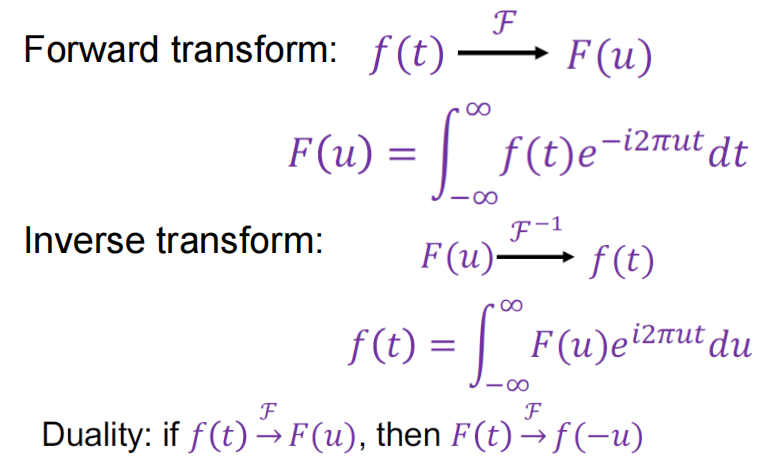 Forward transform: f(t) —ℱ→ F(u)
F(u) = ∫_{-∞}^{∞} f(t)e^{-i2πut} dt
Inverse transform: F(u) —ℱ^{-1}→ f(t)
f(t) = ∫_{-∞}^{∞} F(u)e^{i2πut} du
Duality: if f(t) —ℱ→ F(u), then F(t) —ℱ→ f(-u)